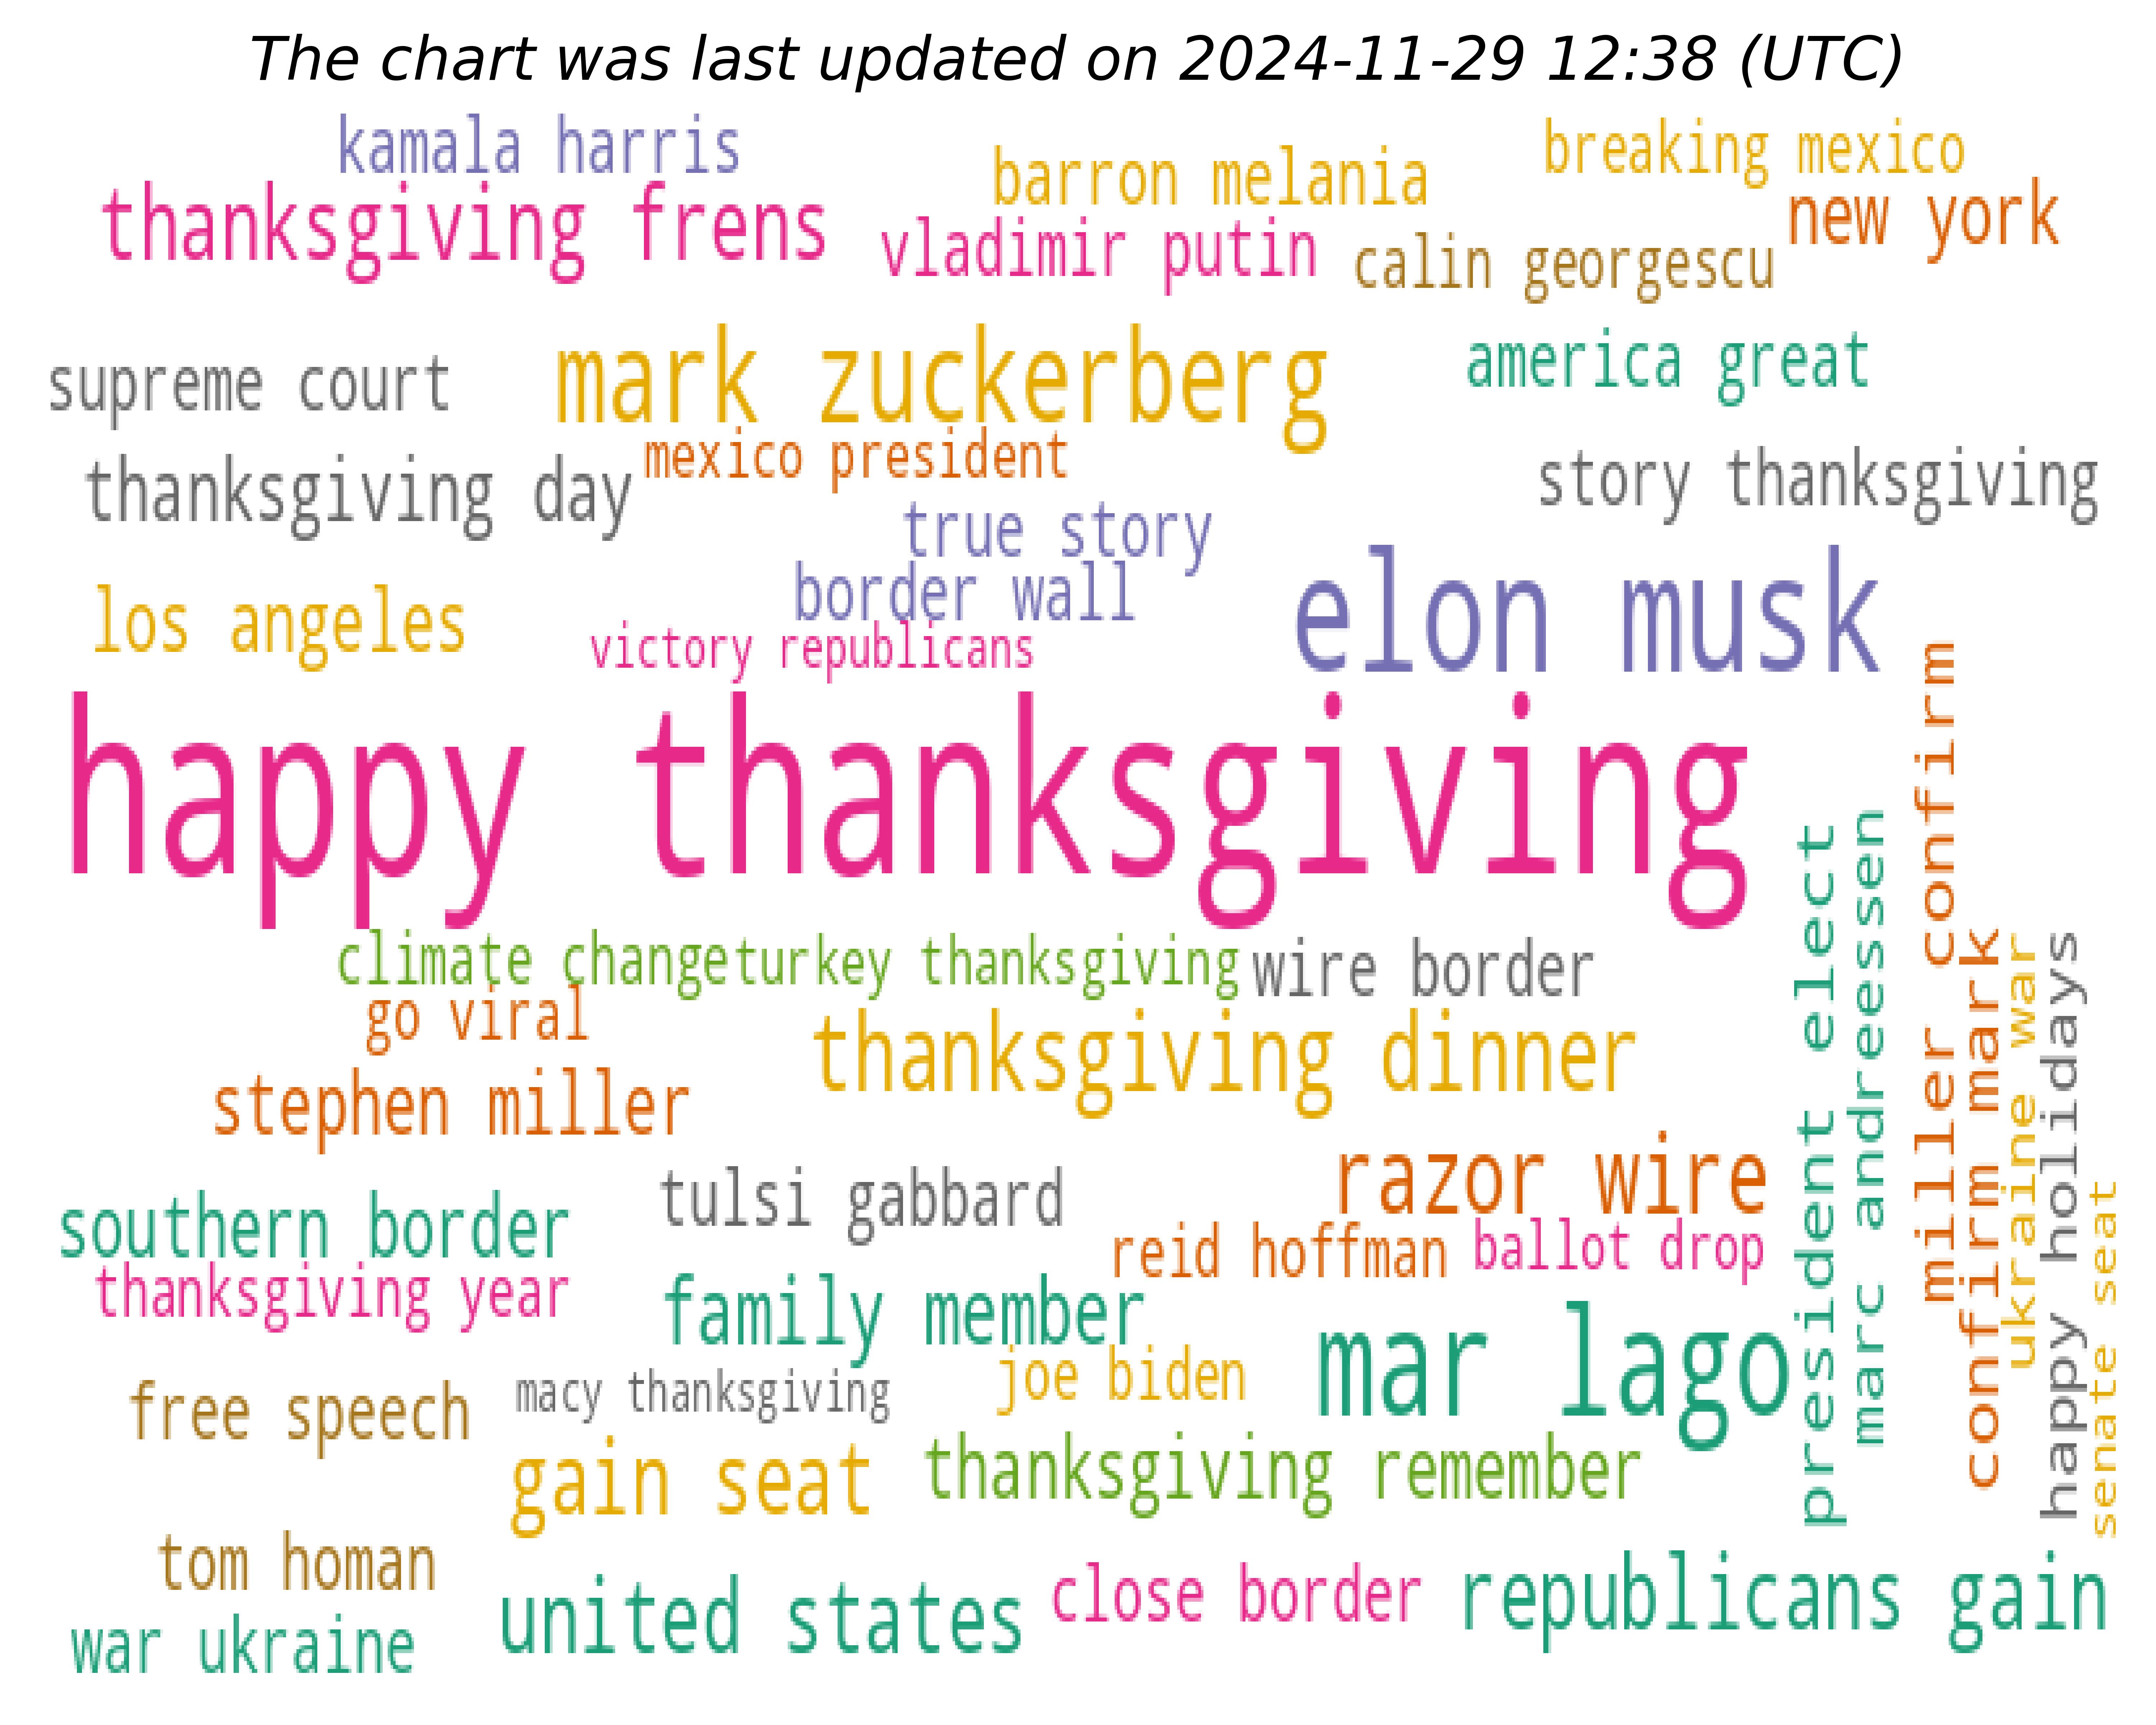 The chart was last updated on 2024-11-29 12:38 (UTC)
kamala harris
breaking mexico
barron melania
thanksgiving frens
new york
vladimir putin
calin georgescu
mark zuckerberg
america great
supreme court
mexico president
thanksgiving day
story thanksgiving
true story
elon musk
border wall
los angeles
victory republicans
happy thanksgiving
climate change
turkey thanksgiving
wire border
go viral
thanksgiving dinner
stephen miller
razor wire
tulsi gabbard
southern border
reid hoffman
ballot drop
thanksgiving year
family member
mar lago
joe biden
macy thanksgiving
free speech
gain seat
thanksgiving remember
tom homan
united states
close border
republicans gain
war ukraine
president elect
marc andreessen
miller confirm
confirm mark
ukraine war
happy holidays
senate seat